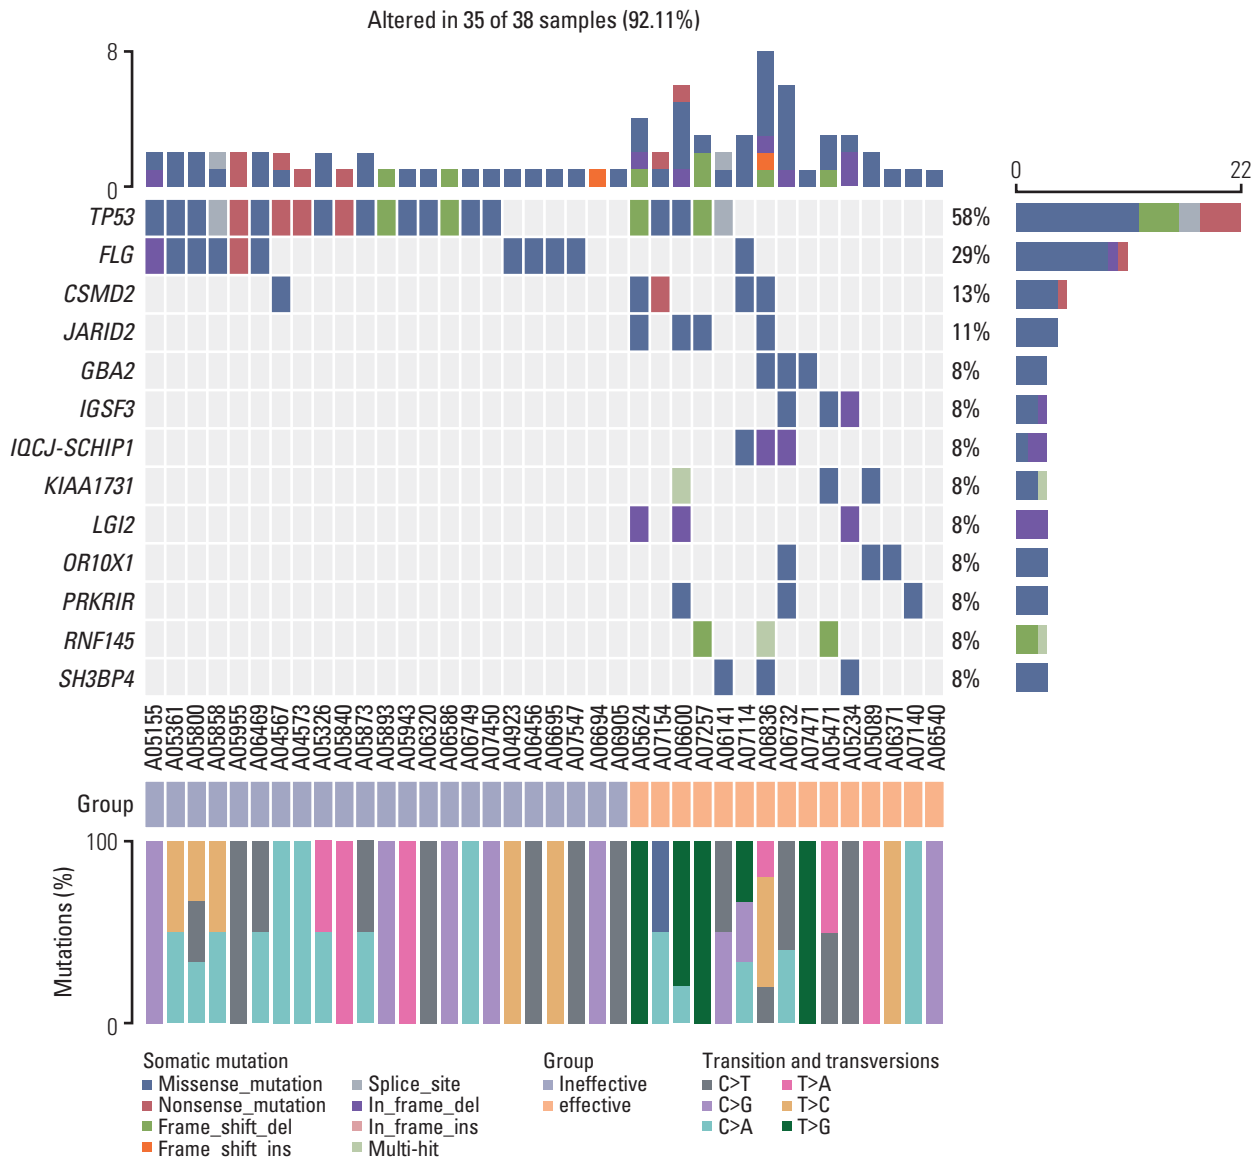 Altered in 35 of 38 samples (92.11%)
8
0
0 22
TP53 58%
FLG 29%
CSMD2 13%
JARID2 11%
GBA2 8%
IGSF3 8%
IQCJ-SCHIP1 8%
KIAA1731 8%
LGI2 8%
OR10X1 8%
PRKRIR 8%
RNF145 8%
SH3BP4 8%
A05155
A05361
A05800
A05858
A05955
A06469
A04567
A04573
A05326
A05840
A05873
A05893
A05943
A06320
A06586
A06749
A07450
A04923
A06456
A06695
A07547
A06694
A06905
A05624
A07154
A06600
A07257
A06141
A07114
A06836
A06732
A07471
A05471
A05234
A05089
A06371
A07140
A06540
Group
100
Mutations (%)
0
Somatic mutation
Missense_mutation
Nonsense_mutation
Frame_shift_del
Frame_shift_ins
Splice_site
In_frame_del
In_frame_ins
Multi-hit
Group
Ineffective
effective
Transition and transversions
C>T
C>G
C>A
T>A
T>C
T>G